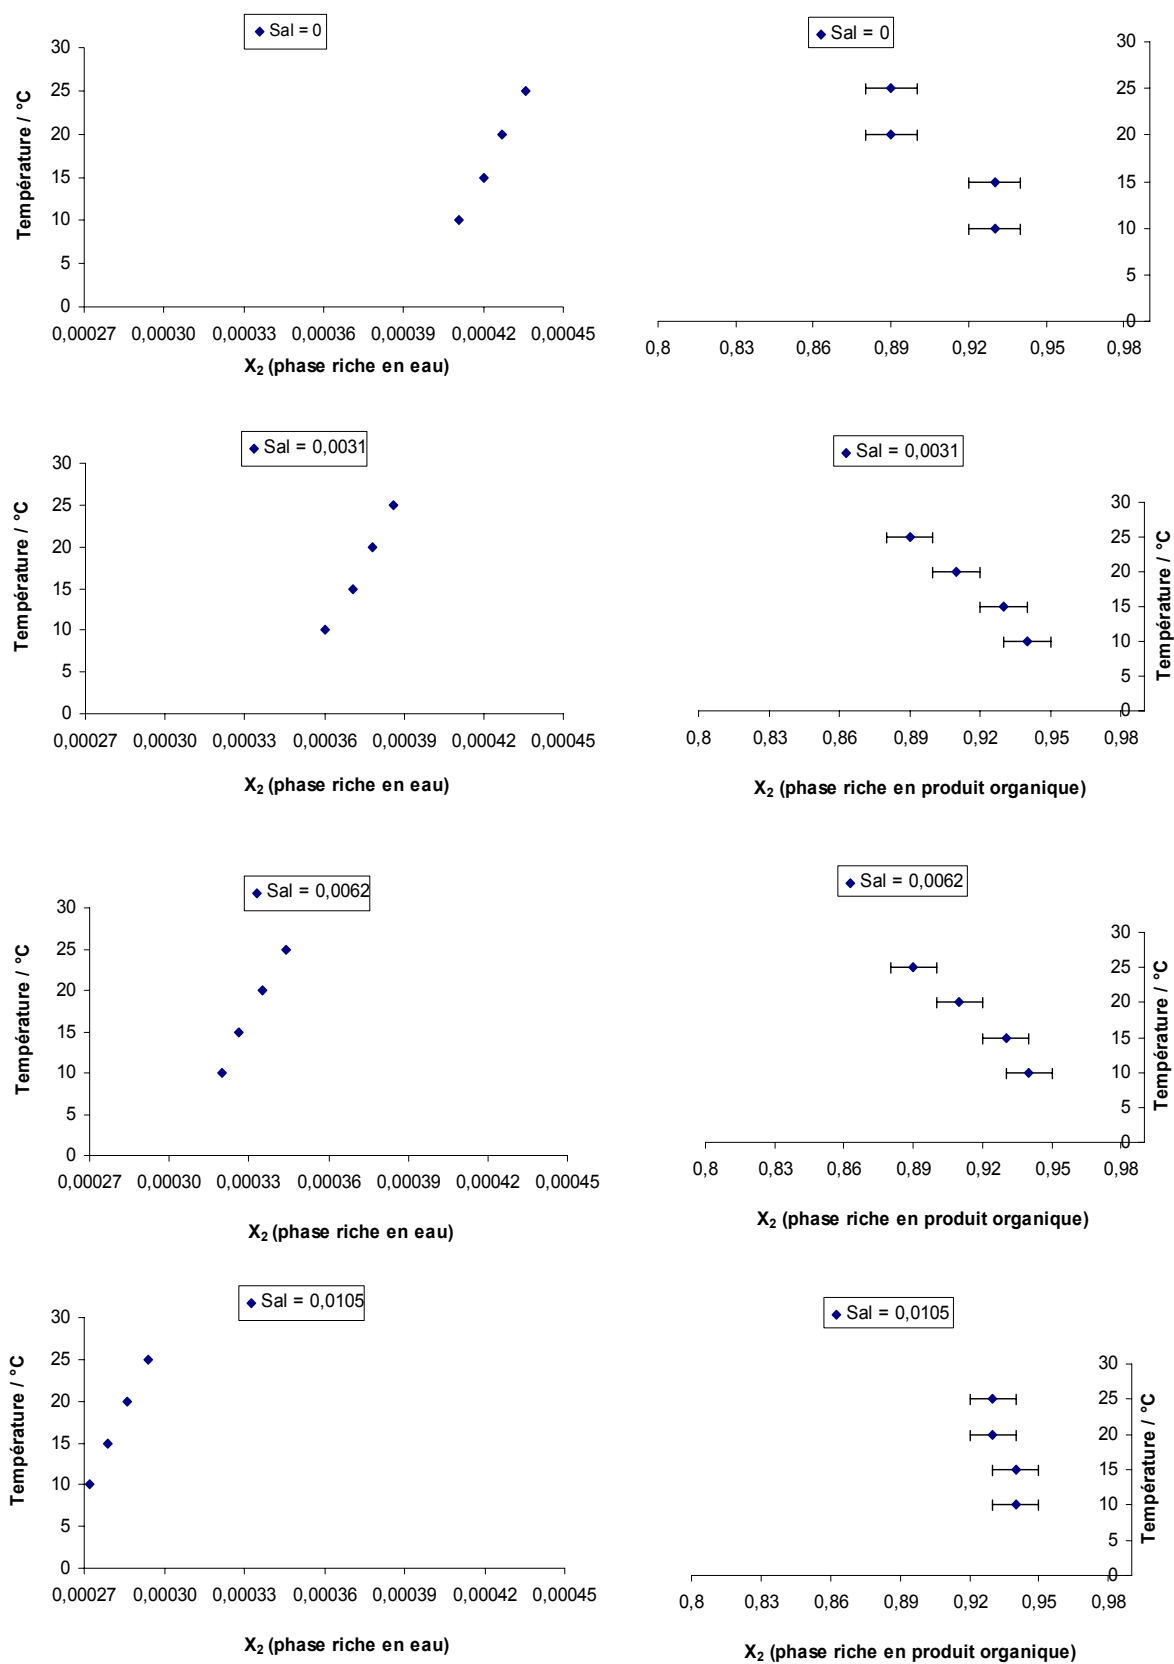 Sal = 0
30
25
20
15
10
5
0
Température / °C
0,00027 0,00030 0,00033 0,00036 0,00039 0,00042 0,00045
X2 (phase riche en eau)
Sal = 0
30
25
20
15
10
5
0
0,8 0,83 0,86 0,89 0,92 0,95 0,98
Sal = 0,0031
30
25
20
15
10
5
0
Température / °C
0,00027 0,00030 0,00033 0,00036 0,00039 0,00042 0,00045
X2 (phase riche en eau)
Sal = 0,0031
30
25
20
15
10
5
0
Température / °C
0,8 0,83 0,86 0,89 0,92 0,95 0,98
X2 (phase riche en produit organique)
Sal = 0,0062
30
25
20
15
10
5
0
Température / °C
0,00027 0,00030 0,00033 0,00036 0,00039 0,00042 0,00045
X2 (phase riche en eau)
Sal = 0,0062
30
25
20
15
10
5
0
Température / °C
0,8 0,83 0,86 0,89 0,92 0,95 0,98
X2 (phase riche en produit organique)
Sal = 0,0105
30
25
20
15
10
5
0
Température / °C
0,00027 0,00030 0,00033 0,00036 0,00039 0,00042 0,00045
X2 (phase riche en eau)
Sal = 0,0105
30
25
20
15
10
5
0
Température / °C
0,8 0,83 0,86 0,89 0,92 0,95 0,98
X2 (phase riche en produit organique)